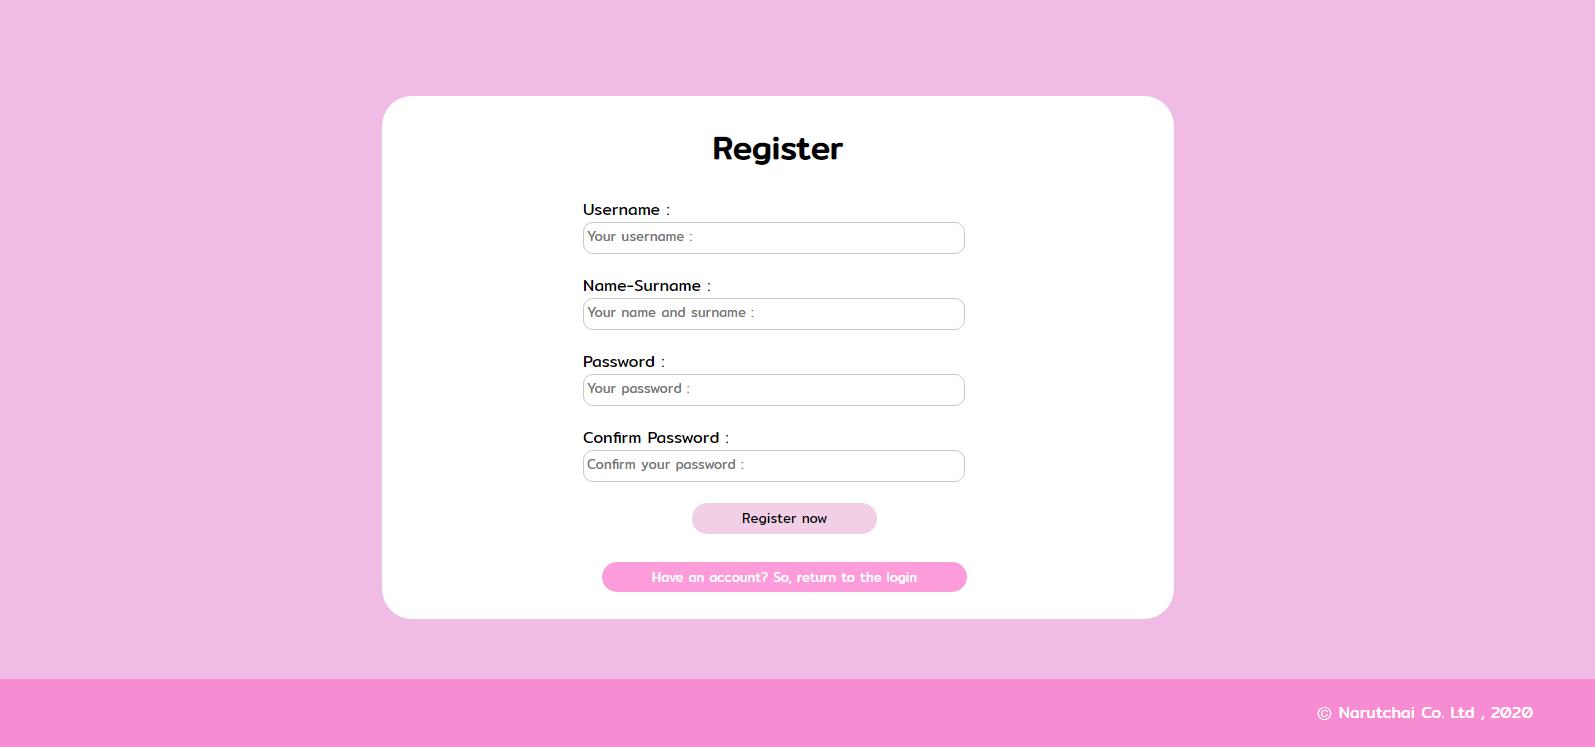 Register
Username :
Your username :
Name-Surname :
Your name and surname :
Password :
Your password :
Confirm Password :
Confirm your password :
Register now
Have an account? So, return to the login
© Narutchai Co. Ltd , 2020